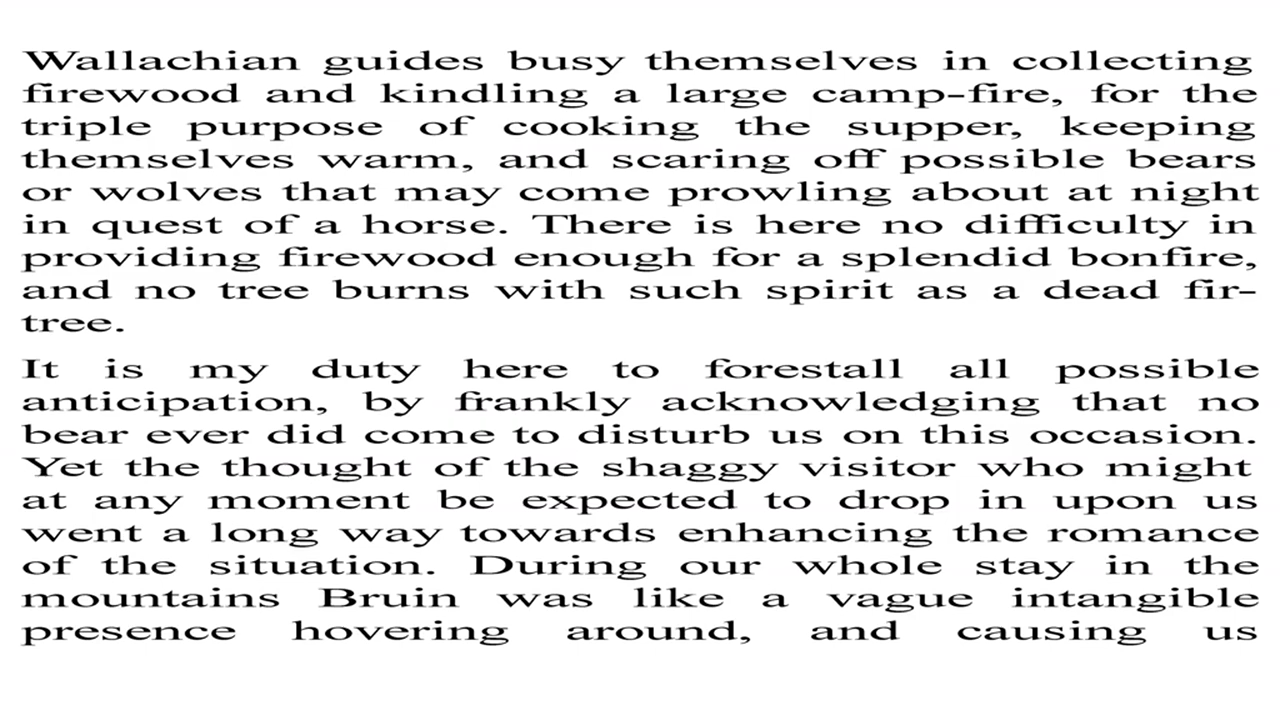 Wallachian guides busy themselves in collecting
firewood and kindling a large camp-fire, for the
triple purpose of cooking the supper, keeping
themselves warm, and scaring off possible bears
or wolves that may come prowling about at night
in quest of a horse. There is here no difficulty in
providing firewood enough for a splendid bonfire,
and no tree burns with such spirit as a dead fir-
tree.
It is my duty here to forestall all possible
anticipation, by frankly acknowledging that no
bear ever did come to disturb us on this occasion.
Yet the thought of the shaggy visitor who might
at any moment be expected to drop in upon us
went a long way towards enhancing the romance
of the situation. During our whole stay in the
mountains Bruin was like a vague intangible
presence hovering around, and causing us